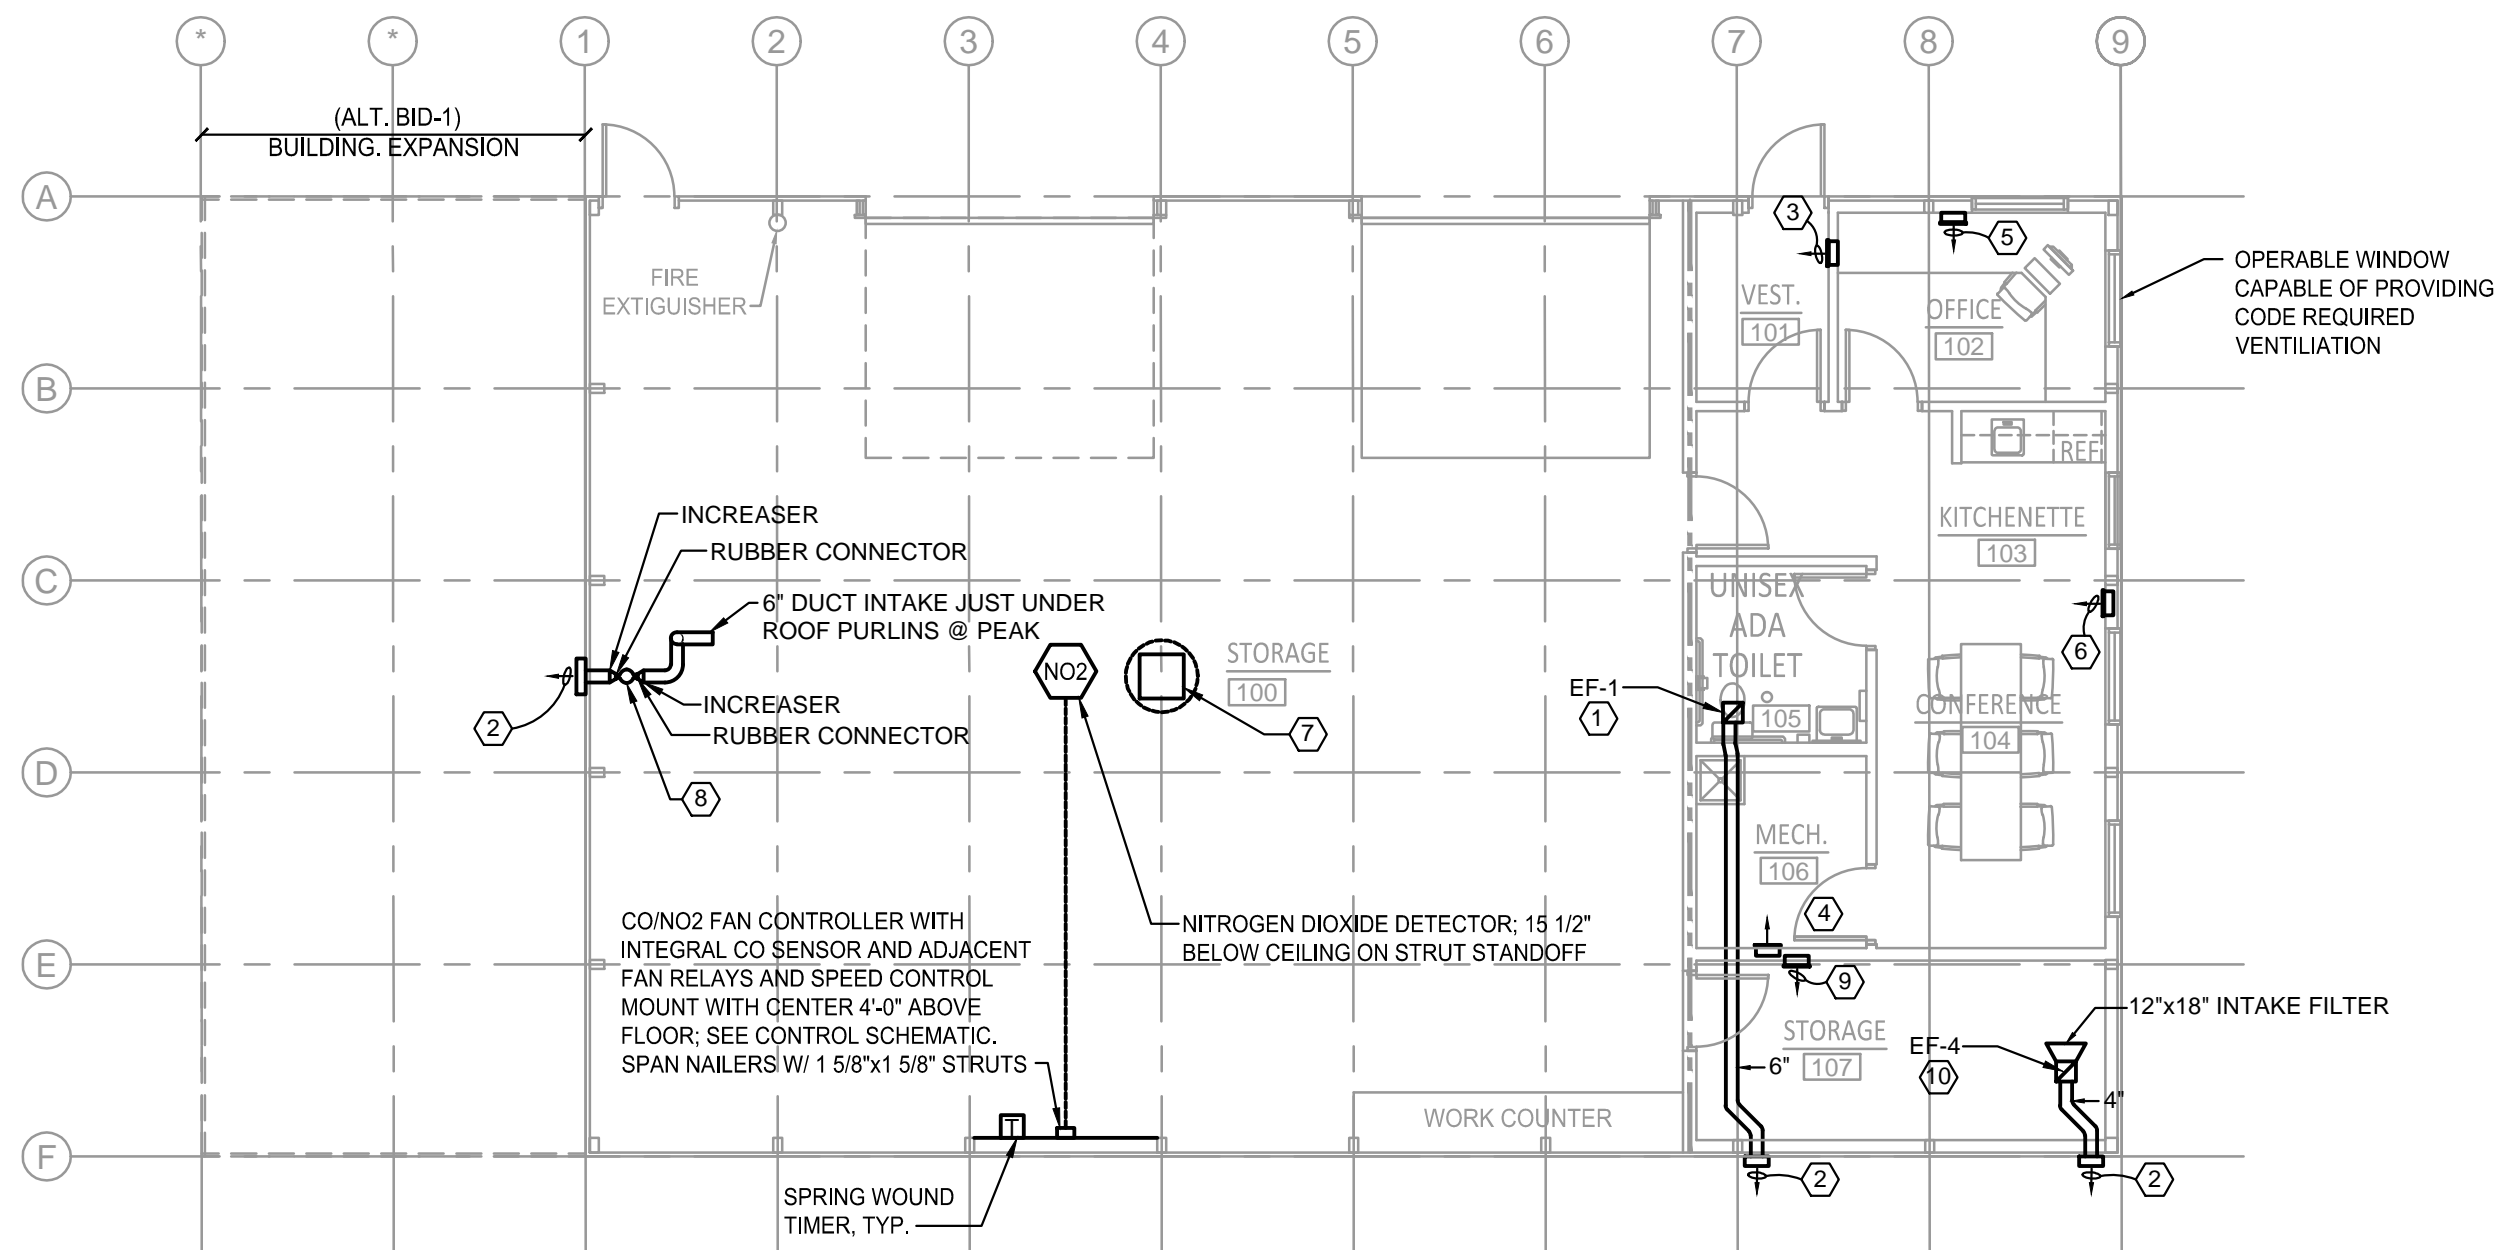 *
*
1
2
3
4
5
6
7
8
9
(ALT. BID-1)
BUILDING. EXPANSION
A
B
C
D
E
F
FIRE
EXTIGUISHER
3
5
VEST.
101
OFFICE
102
OPERABLE WINDOW
CAPABLE OF PROVIDING
CODE REQUIRED
VENTILIATION
REF
KITCHENETTE
103
INCREASER
RUBBER CONNECTOR
6" DUCT INTAKE JUST UNDER
ROOF PURLINS @ PEAK
INCREASER
RUBBER CONNECTOR
2
8
NO2
STORAGE
100
7
UNISEX
ADA
TOILET
105
EF-1
1
6
CONFERENCE
104
MECH.
106
4
9
CO/NO2 FAN CONTROLLER WITH
INTEGRAL CO SENSOR AND ADJACENT
FAN RELAYS AND SPEED CONTROL
MOUNT WITH CENTER 4'-0" ABOVE
FLOOR; SEE CONTROL SCHEMATIC.
SPAN NAILERS W/ 1 5/8"x1 5/8" STRUTS
NITROGEN DIOXIDE DETECTOR; 15 1/2"
BELOW CEILING ON STRUT STANDOFF
12"x18" INTAKE FILTER
STORAGE
107
6"
EF-4
10
4"
T
WORK COUNTER
2
2
SPRING WOUND
TIMER, TYP.